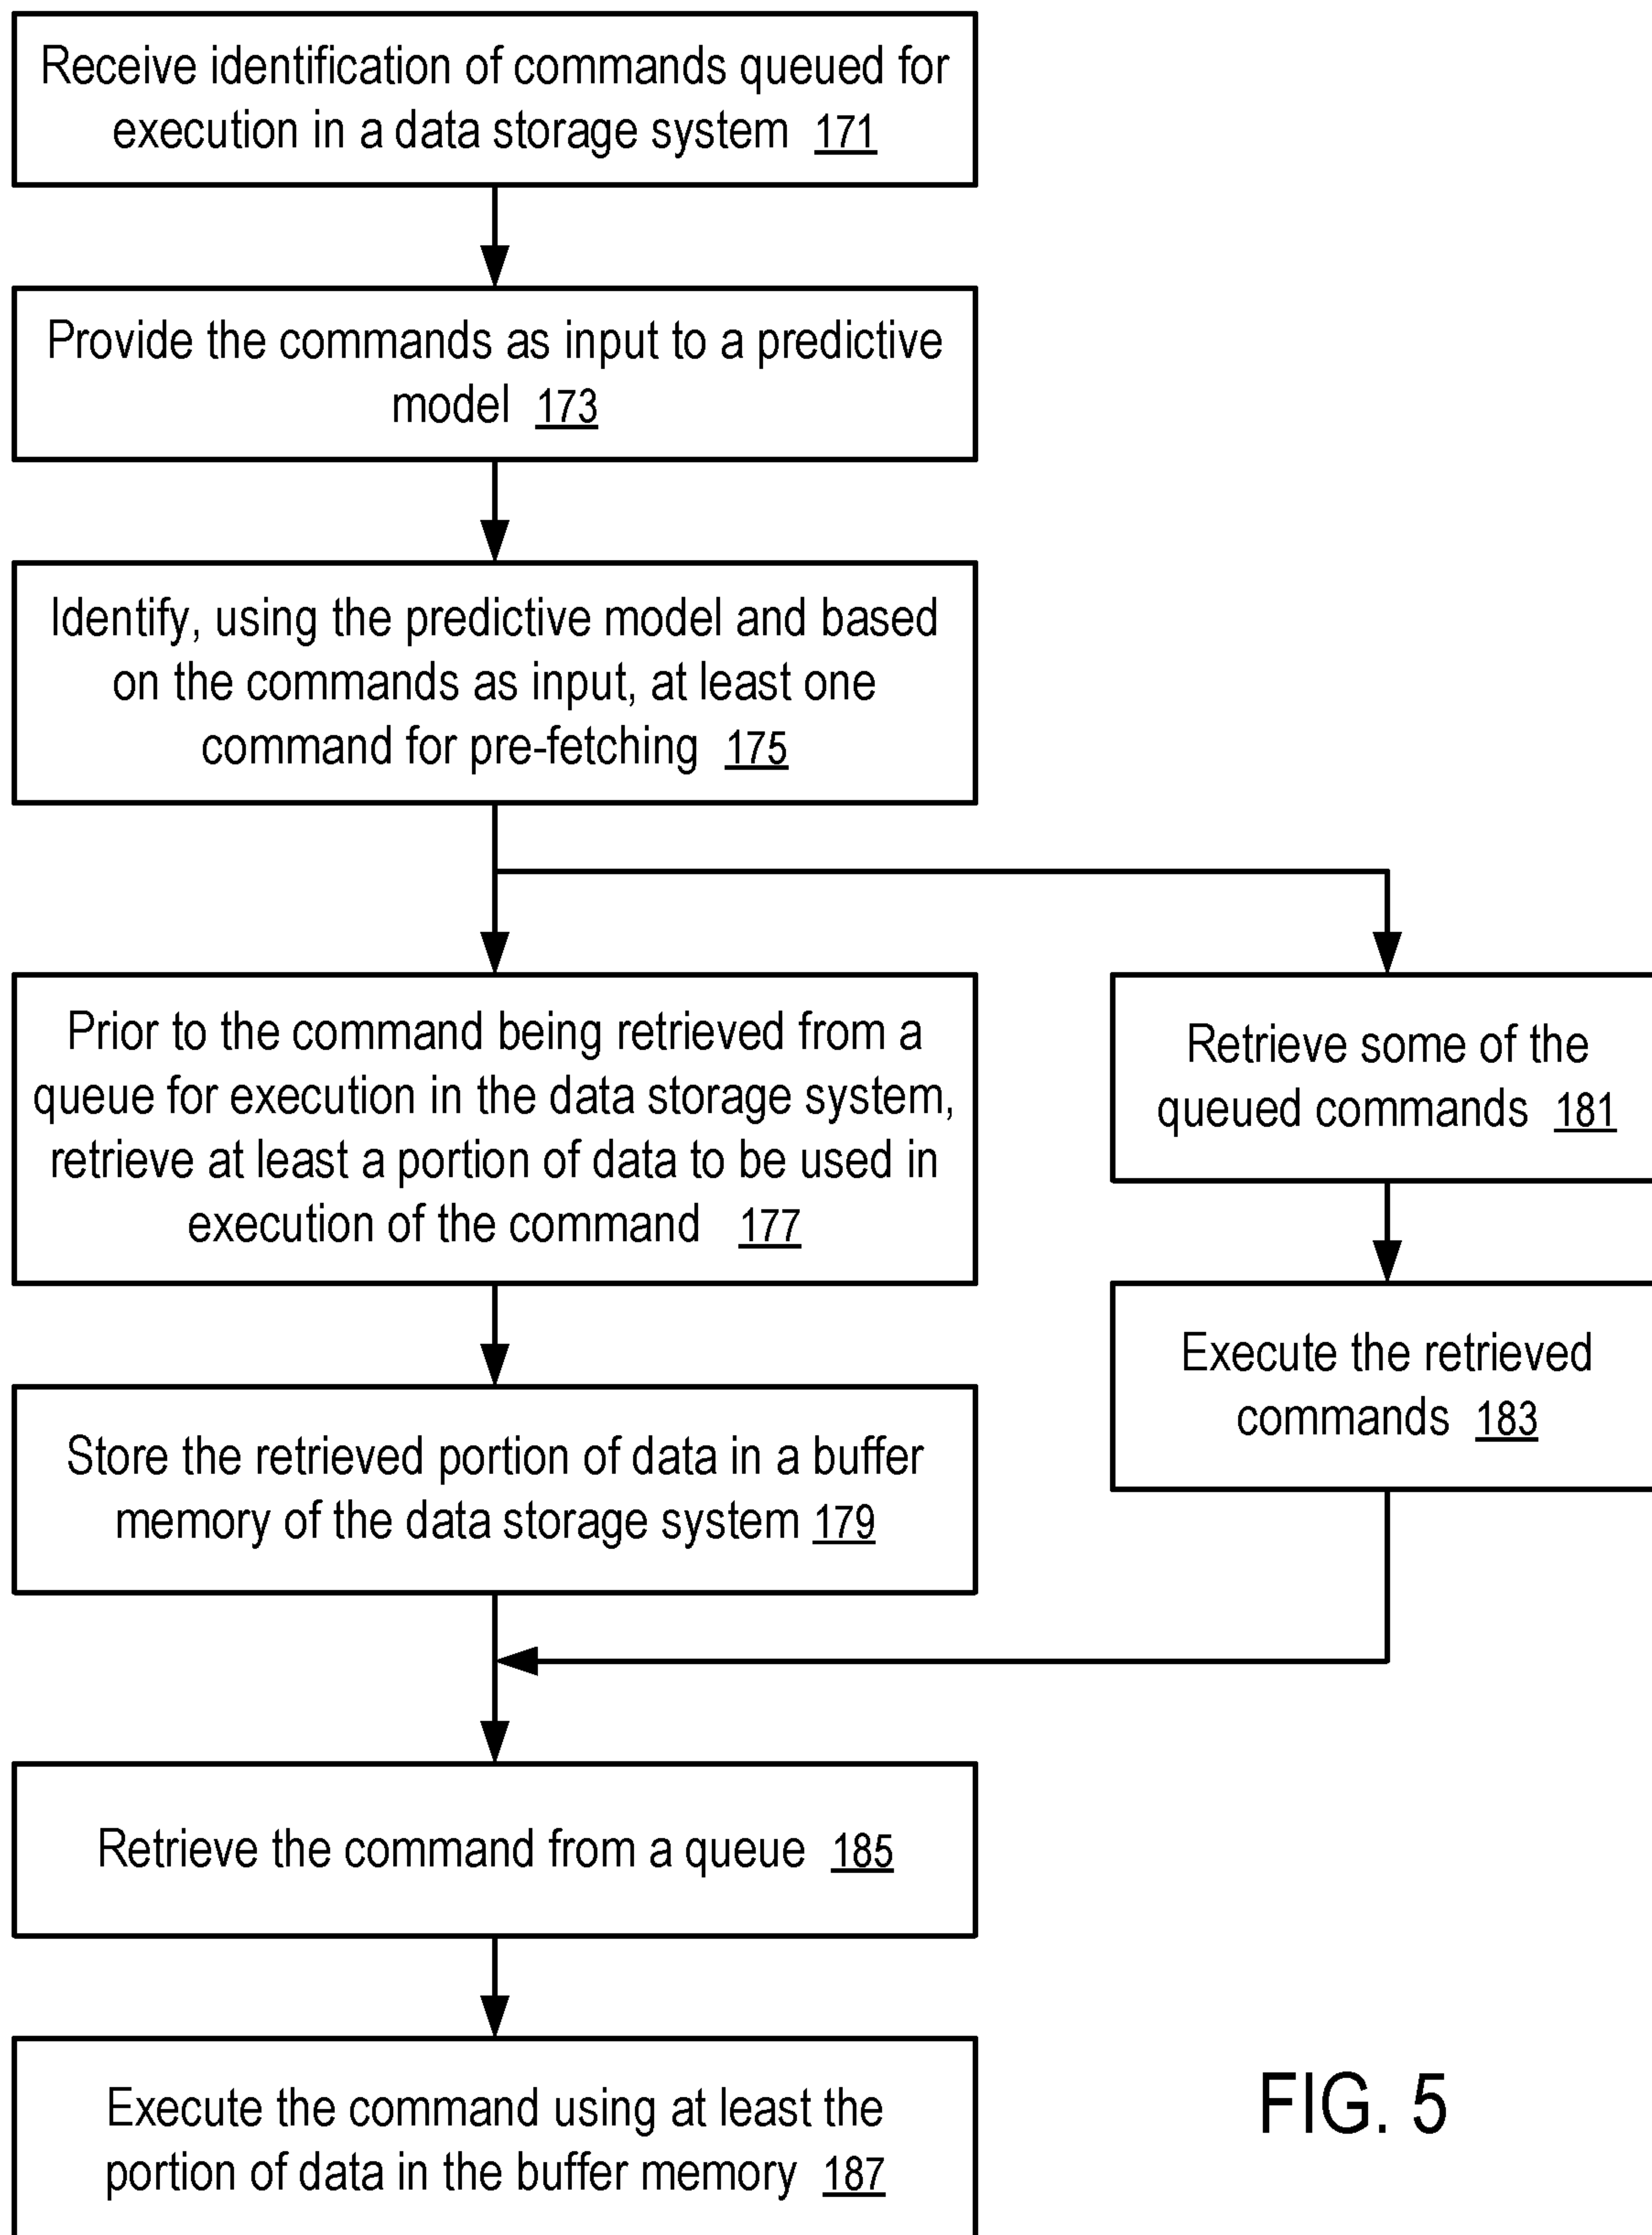 Receive identification of commands queued for
execution in a data storage system 171
Provide the commands as input to a predictive
model 173
Identify, using the predictive model and based
on the commands as input, at least one
command for pre-fetching 175
Prior to the command being retrieved from a
queue for execution in the data storage system,
retrieve at least a portion of data to be used in
execution of the command 177
Retrieve some of the
queued commands 181
Execute the retrieved
commands 183
Store the retrieved portion of data in a buffer
memory of the data storage system 179
Retrieve the command from a queue 185
Execute the command using at least the
portion of data in the buffer memory 187
FIG. 5